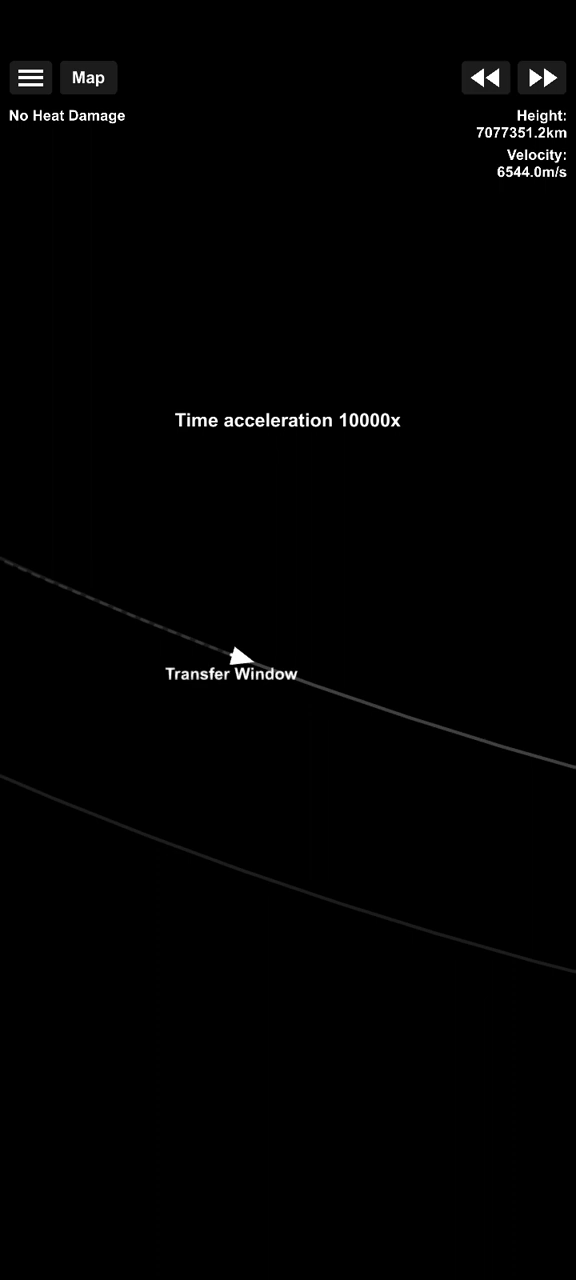 Map
No Heat Damage
Height:
7077351.2km
Velocity:
6544.0m/s
Time acceleration 10000x
Transfer Window